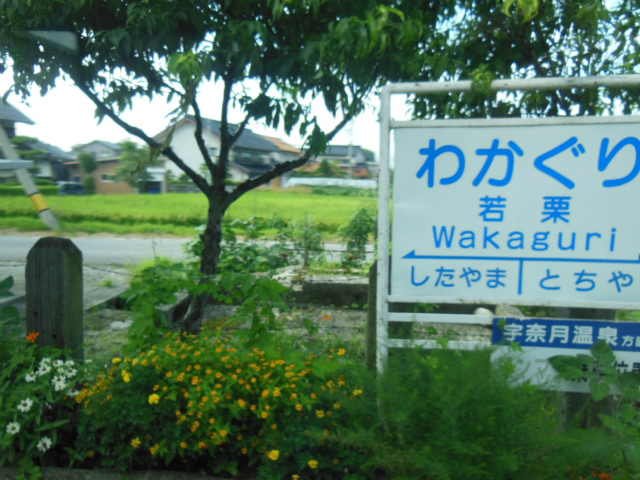 わかぐり
若栗
Wakaguri
したやま とちや
宇奈月温泉方